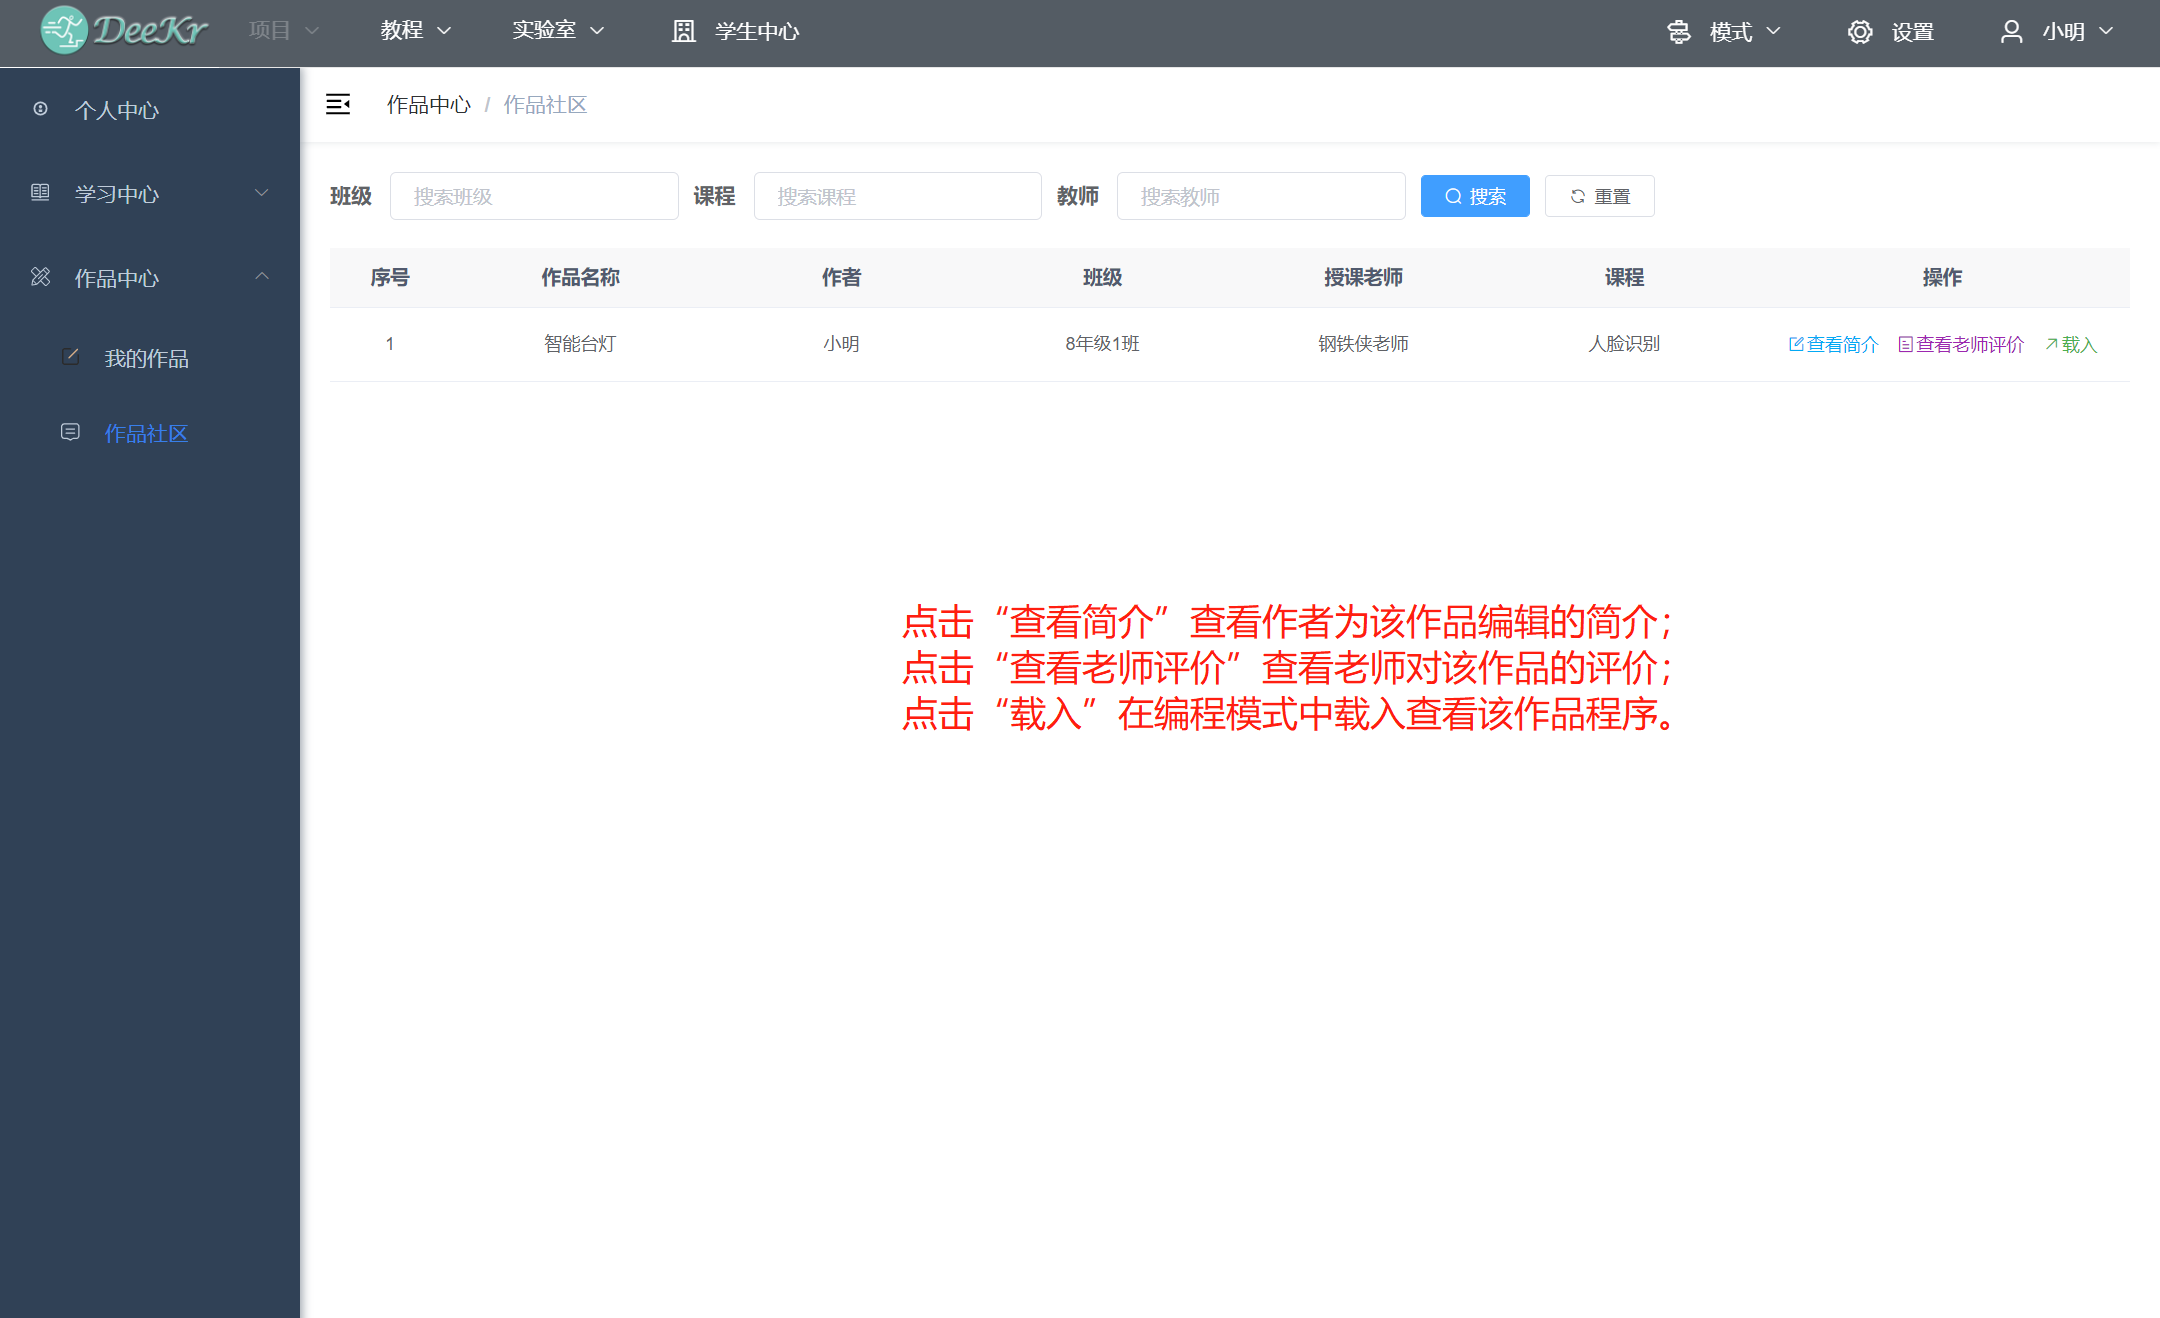 DeeKr 项目 教程 实验室 学生中心 模式 设置 小明
个人中心
学习中心
作品中心
我的作品
作品社区
作品中心 / 作品社区
班级 搜索班级 课程 搜索课程 教师 搜索教师 搜索 重置
序号 作品名称 作者 班级 授课老师 课程 操作
1 智能台灯 小明 8年级1班 钢铁侠老师 人脸识别 查看简介 查看老师评价 载入
点击“查看简介”查看作者为该作品编辑的简介；
点击“查看老师评价”查看老师对该作品的评价；
点击“载入”在编程模式中载入查看该作品程序。